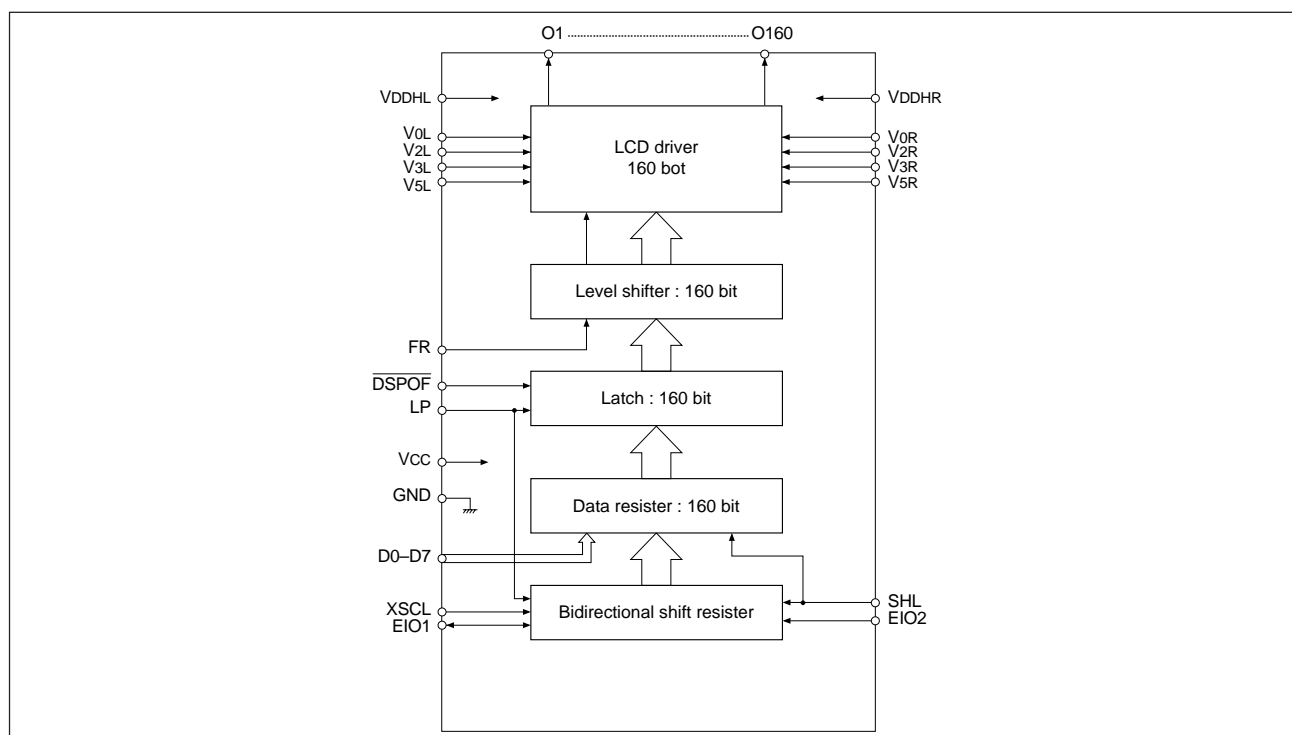 O1 ........................................................ O160
VDDHL
VDDHR
V0L
V0R
V2L
V2R
V3L
V3R
V5L
V5R
LCD driver
160 bot
Level shifter : 160 bit
FR
DSPOF
Latch : 160 bit
LP
VCC
GND
Data resister : 160 bit
D0–D7
XSCL
Bidirectional shift resister
SHL
EIO1
EIO2